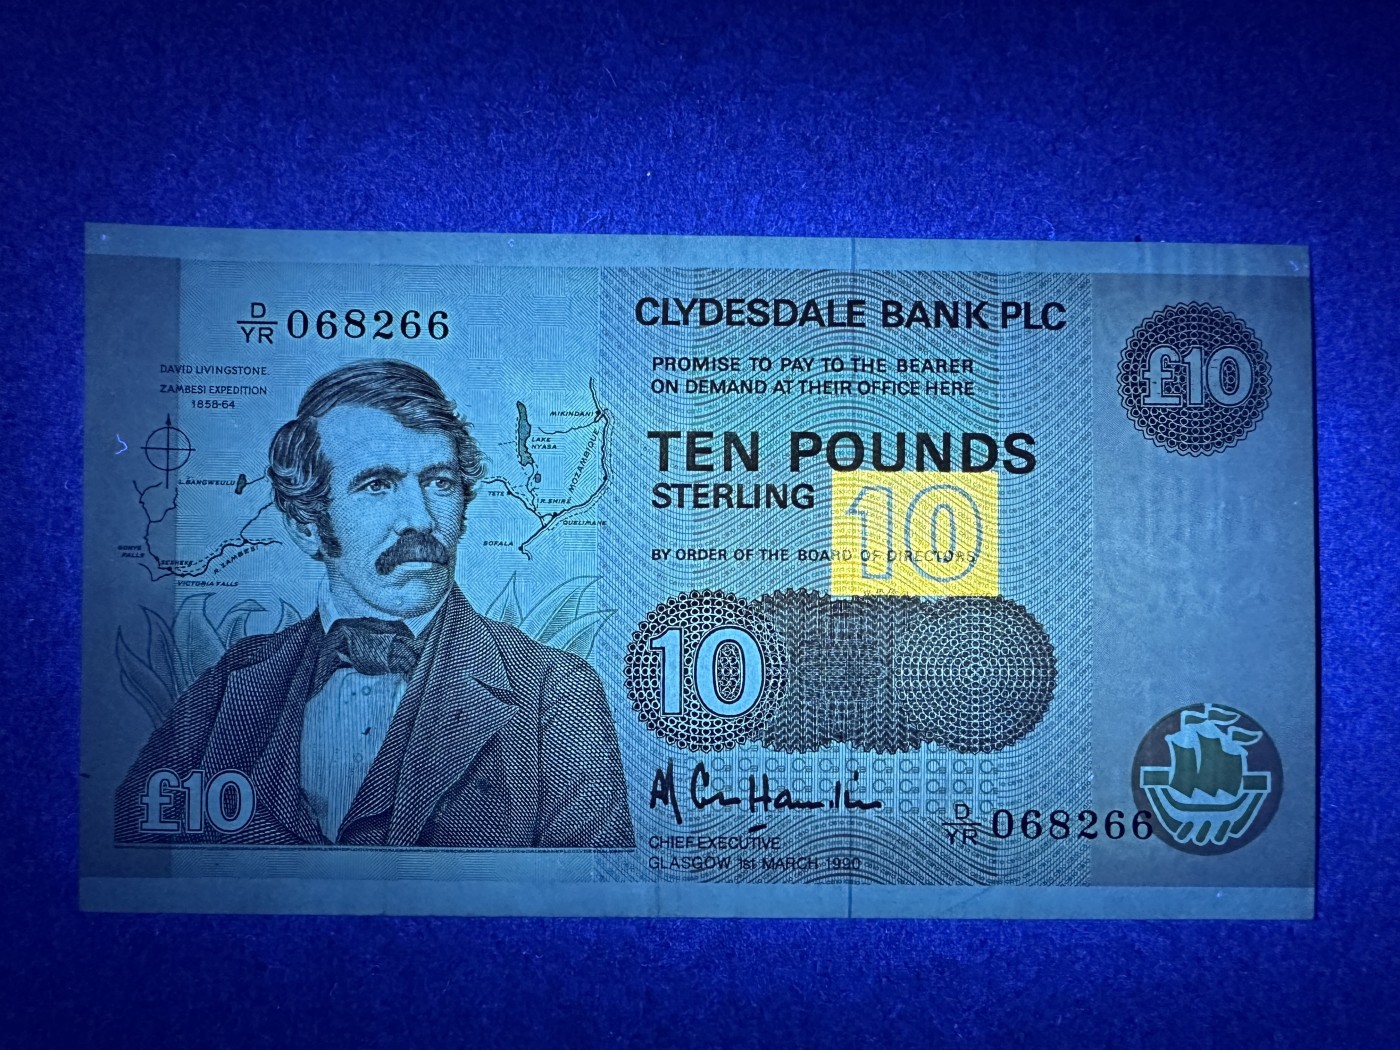 D/YR 068266
DAVID LIVINGSTONE.
ZAMBESI EXPEDITION
1858-64
MIKINDANI
LAKE
NYASA
MOZAMBIQUE
L.BANGWEULU
TETE
R.SHIRE
QUELIMANE
SOFALA
GONYE
FALLS
SESHEKE
R.ZAMBESI
VICTORIA FALLS
£10
CLYDESDALE BANK PLC
PROMISE TO PAY TO THE BEARER
ON DEMAND AT THEIR OFFICE HERE
TEN POUNDS
STERLING
10
BY ORDER OF THE BOARD OF DIRECTORS
10
CHIEF EXECUTIVE
GLASGOW 1st MARCH 1990
£10
D/YR 068266